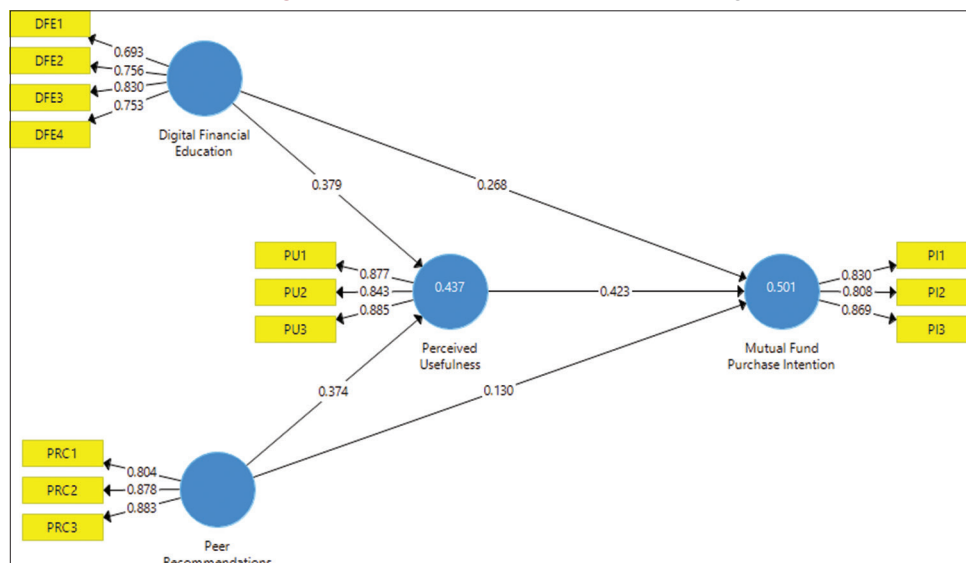 DFE1
DFE2
DFE3
DFE4
0.693
0.756
0.830
0.753
Digital Financial
Education
0.379
0.268
PU1
PU2
PU3
0.877
0.843
0.885
0.437
Perceived
Usefulness
0.423
0.501
Mutual Fund
Purchase Intention
0.830
0.808
0.869
PI1
PI2
PI3
0.374
0.130
PRC1
PRC2
PRC3
0.804
0.878
0.883
Peer
Recommendations